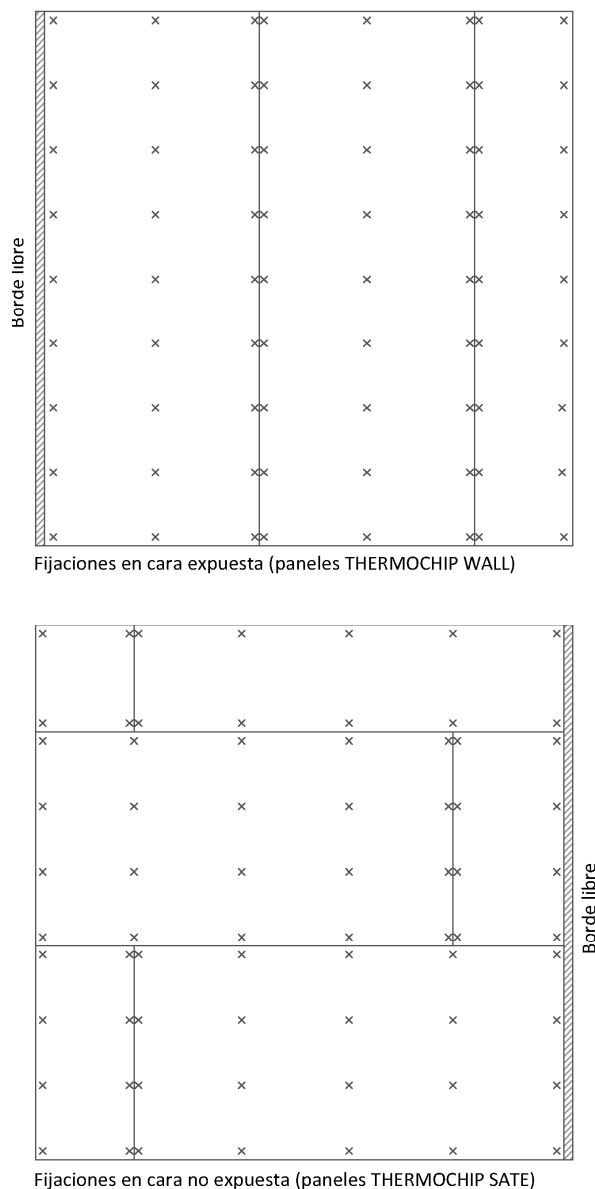 Borde libre
Fijaciones en cara expuesta (paneles THERMOCHIP WALL)
Borde libre
Fijaciones en cara no expuesta (paneles THERMOCHIP SATE)